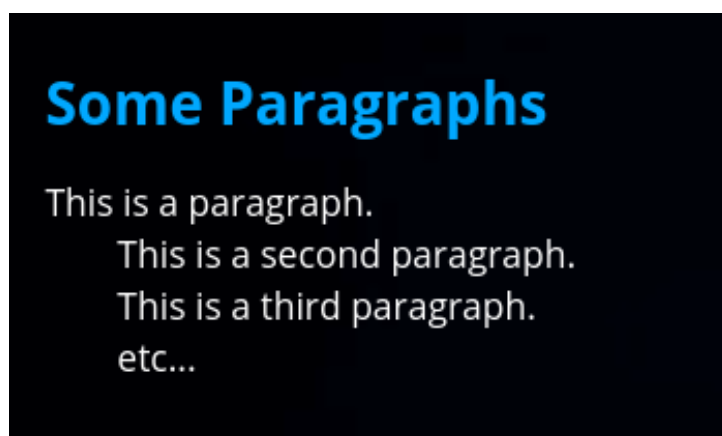 Some Paragraphs
This is a paragraph.
This is a second paragraph.
This is a third paragraph.
etc...